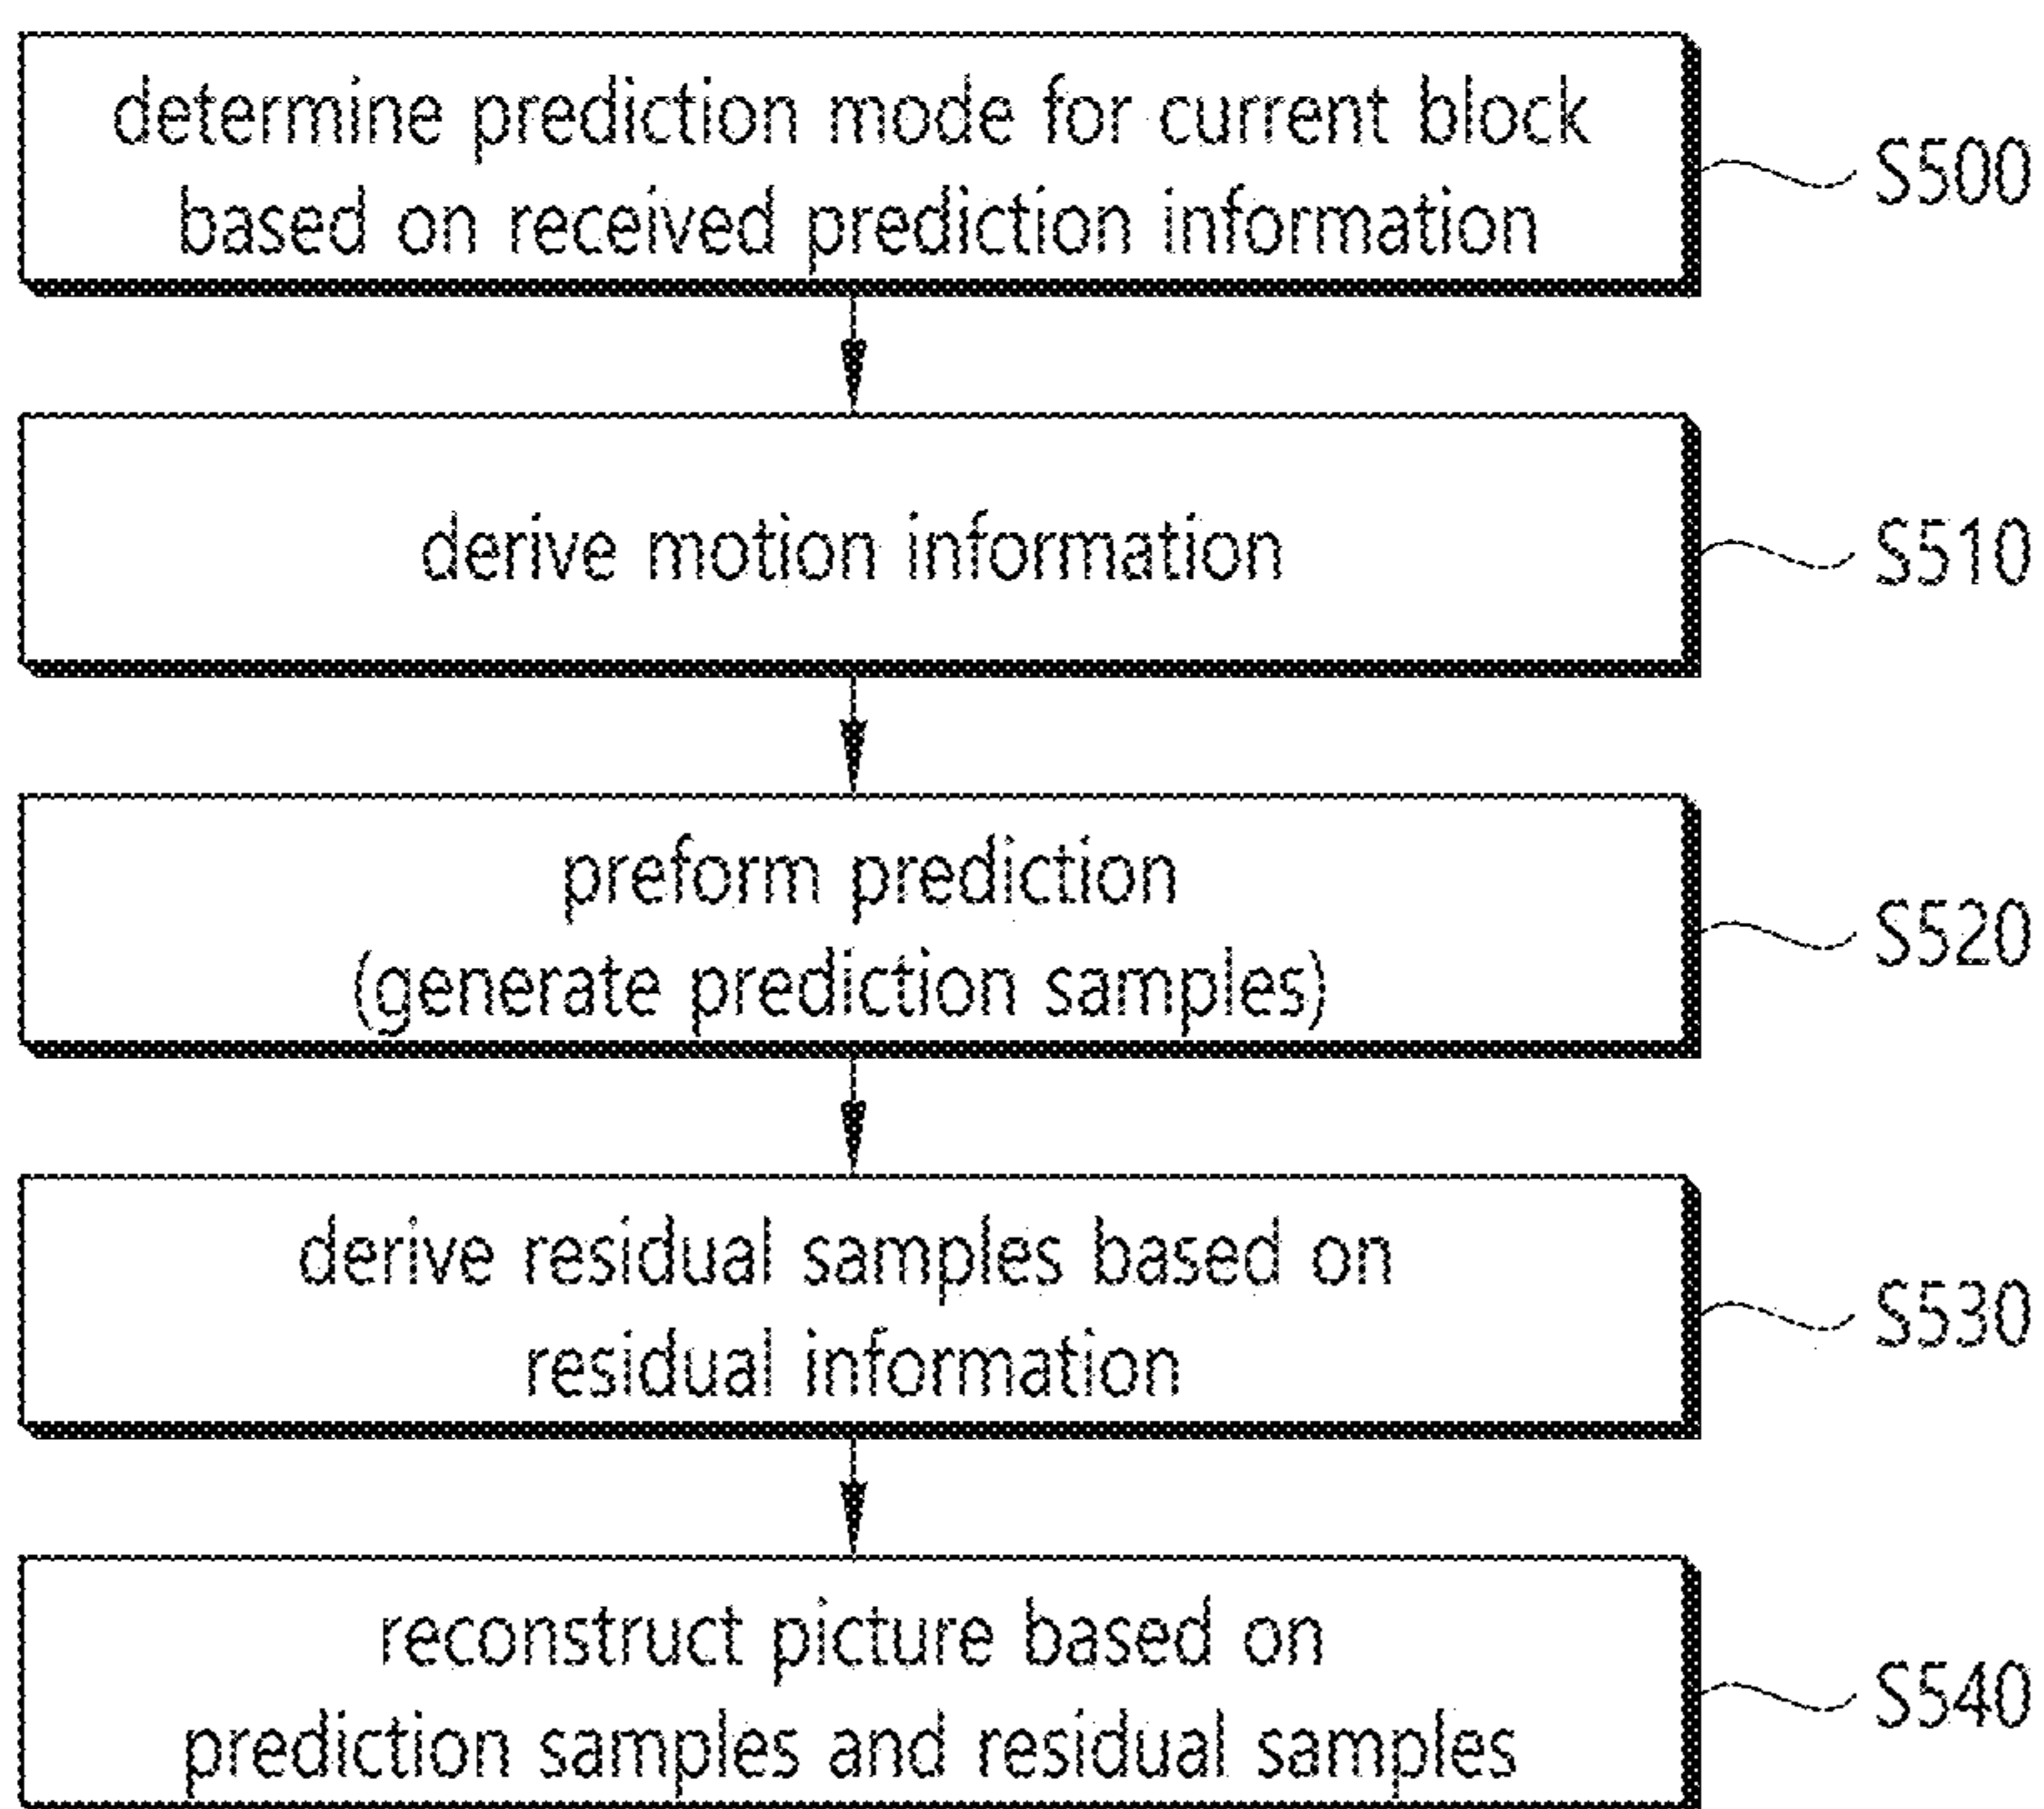 determine prediction mode for current block
based on received prediction information
S500
derive motion information
S510
preform prediction
(generate prediction samples)
S520
derive residual samples based on
residual information
S530
reconstruct picture based on
prediction samples and residual samples
S540